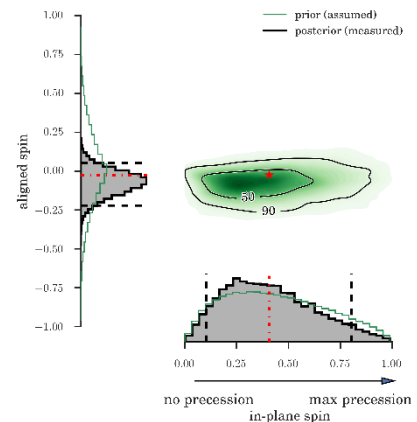 prior (assumed)
posterior (measured)
1.00
0.75
0.50
0.25
0.00
−0.25
−0.50
−0.75
−1.00
aligned spin
50
90
0.00 0.25 0.50 0.75 1.00
no precession max precession
in-plane spin